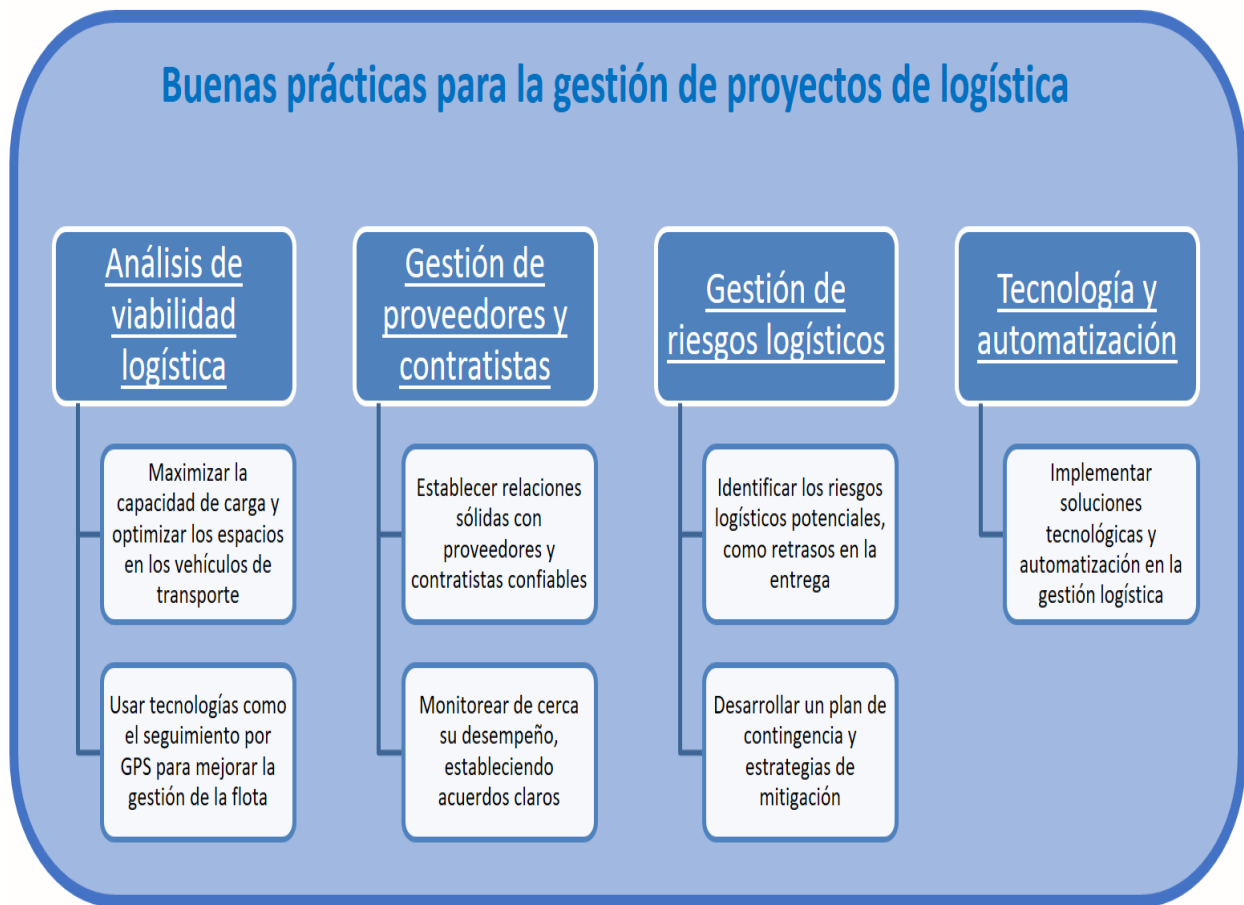 Buenas prácticas para la gestión de proyectos de logística
Análisis de
viabilidad
logística
Maximizar la
capacidad de carga y
optimizar los espacios
en los vehículos de
transporte
Usar tecnologías como
el seguimiento por
GPS para mejorar la
gestión de la flota
Gestión de
proveedores y
contratistas
Establecer relaciones
sólidas con
proveedores y
contratistas confiables
Monitorear de cerca
su desempeño,
estableciendo
acuerdos claros
Gestión de
riesgos logísticos
Identificar los riesgos
logísticos potenciales,
como retrasos en la
entrega
Desarrollar un plan de
contingencia y
estrategias de
mitigación
Tecnología y
automatización
Implementar
soluciones
tecnológicas y
automatización en la
gestión logística